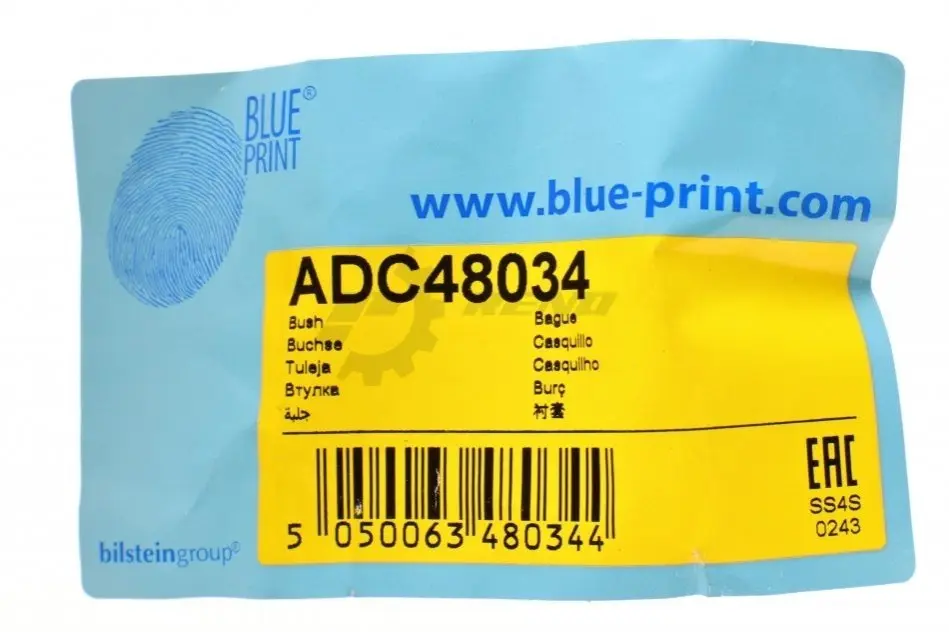 BLUE®
PRINT
www.blue-print.com
ADC48034
Bush
Buchse
Tuleja
Втулка
جلبة
Bague
Casquillo
Casquilho
Burç
衬套
5 050063 480344
EAC
SS4S
0243
bilsteingroup®